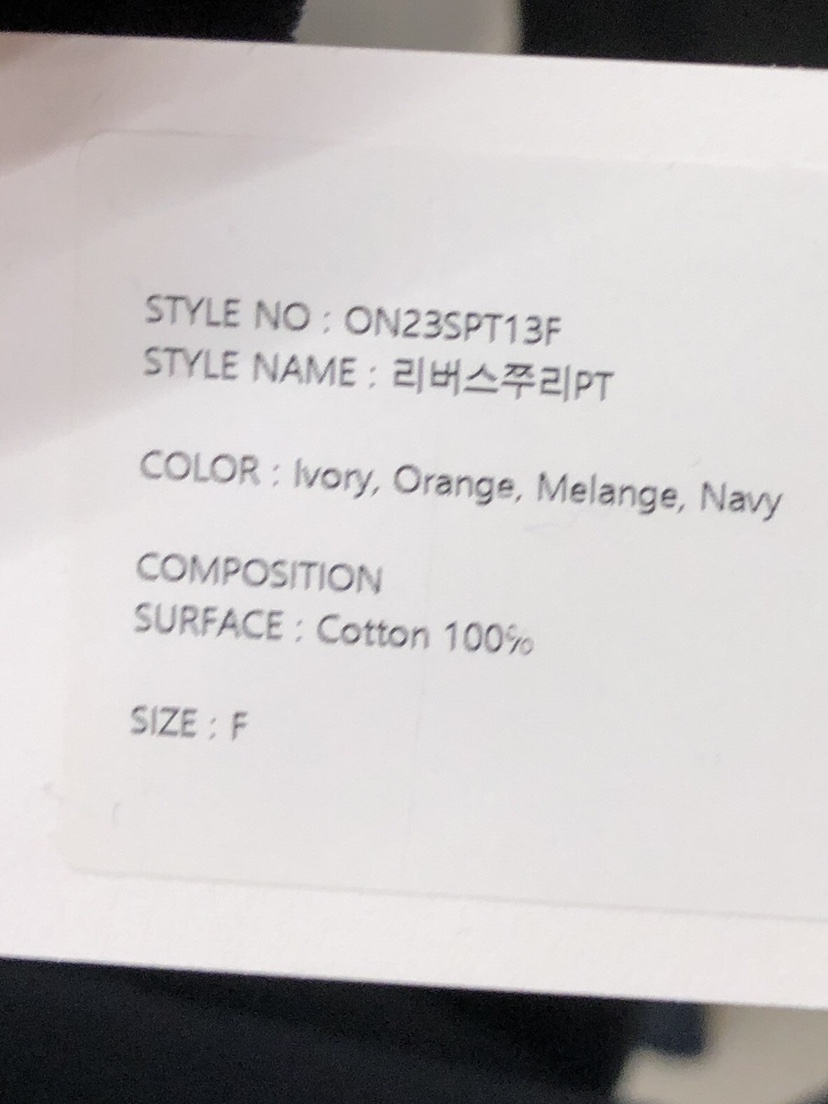 STYLE NO : ON23SPT13F
STYLE NAME : 리버스쭈리PT
COLOR : Ivory, Orange, Melange, Navy
COMPOSITION
SURFACE : Cotton 100%
SIZE : F